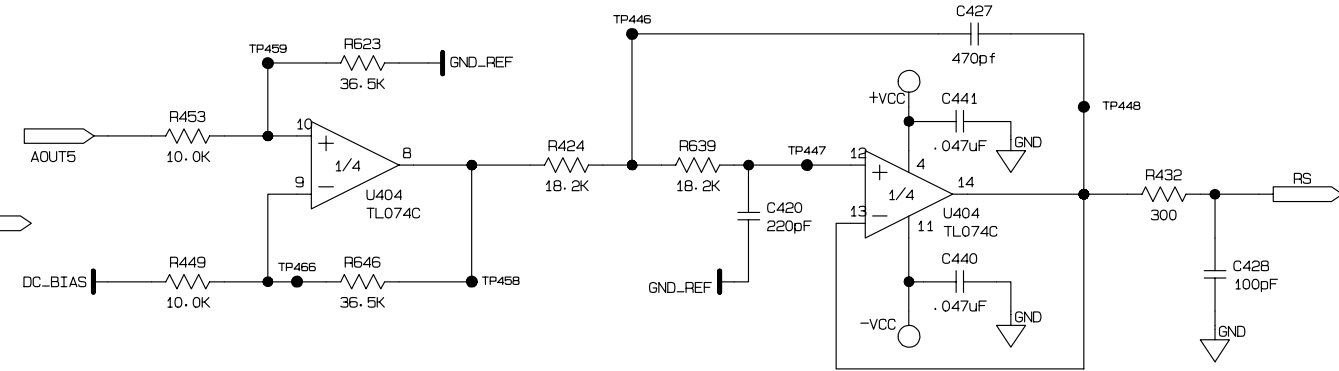 TP446
C427
470pf
TP459
R623
36.5K
GND_REF
+VCC
C441
.047uF
GND
TP448
R453
10.0K
AOUT5
10
+
1/4
8
9
−
U404
TL074C
R424
18.2K
R639
18.2K
TP447
12
+
4
1/4
14
13
−
11
U404
TL074C
R432
300
RS
C420
220pF
GND_REF
DC_BIAS
R449
10.0K
TP466
R646
36.5K
TP458
C440
.047uF
GND
-VCC
C428
100pF
GND